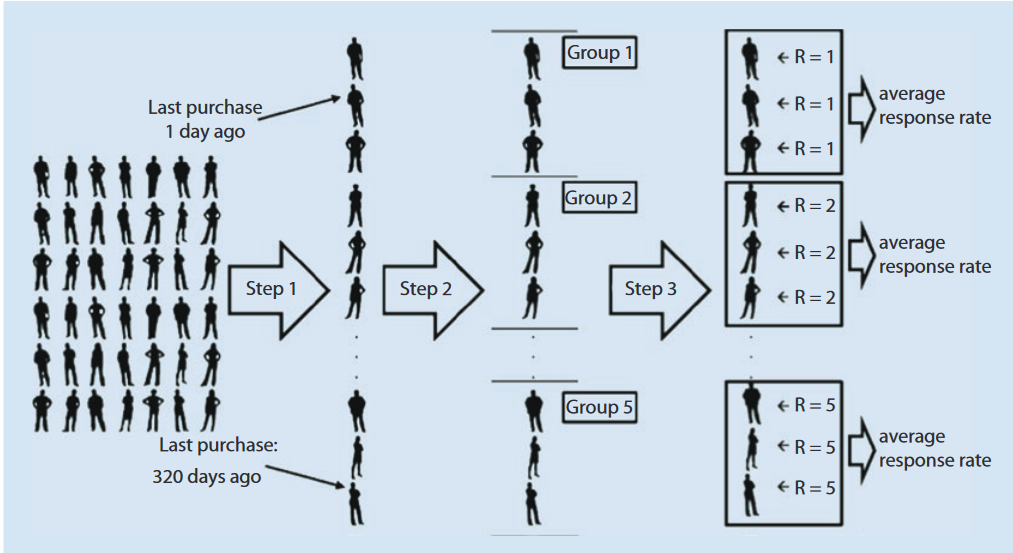 Last purchase
1 day ago
Step 1
Last purchase:
320 days ago
Step 2
Group 1
Group 2
Group 5
Step 3
← R = 1
← R = 1
← R = 1
average
response rate
← R = 2
← R = 2
← R = 2
average
response rate
← R = 5
← R = 5
← R = 5
average
response rate